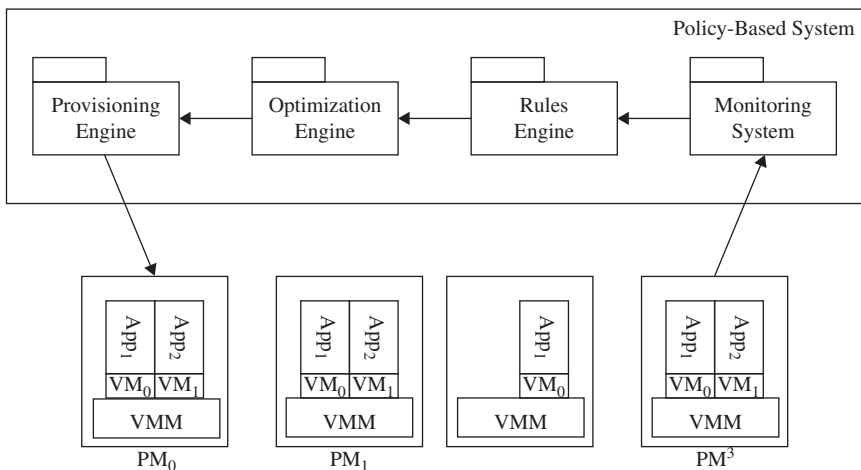 Policy-Based System
Provisioning
Engine
Optimization
Engine
Rules
Engine
Monitoring
System
App₁ App₂
VM₀ VM₁
VMM
PM₀
App₁ App₂
VM₀ VM₁
VMM
PM₁
App₁
VM₀
VMM
App₁ App₂
VM₀ VM₁
VMM
PM³